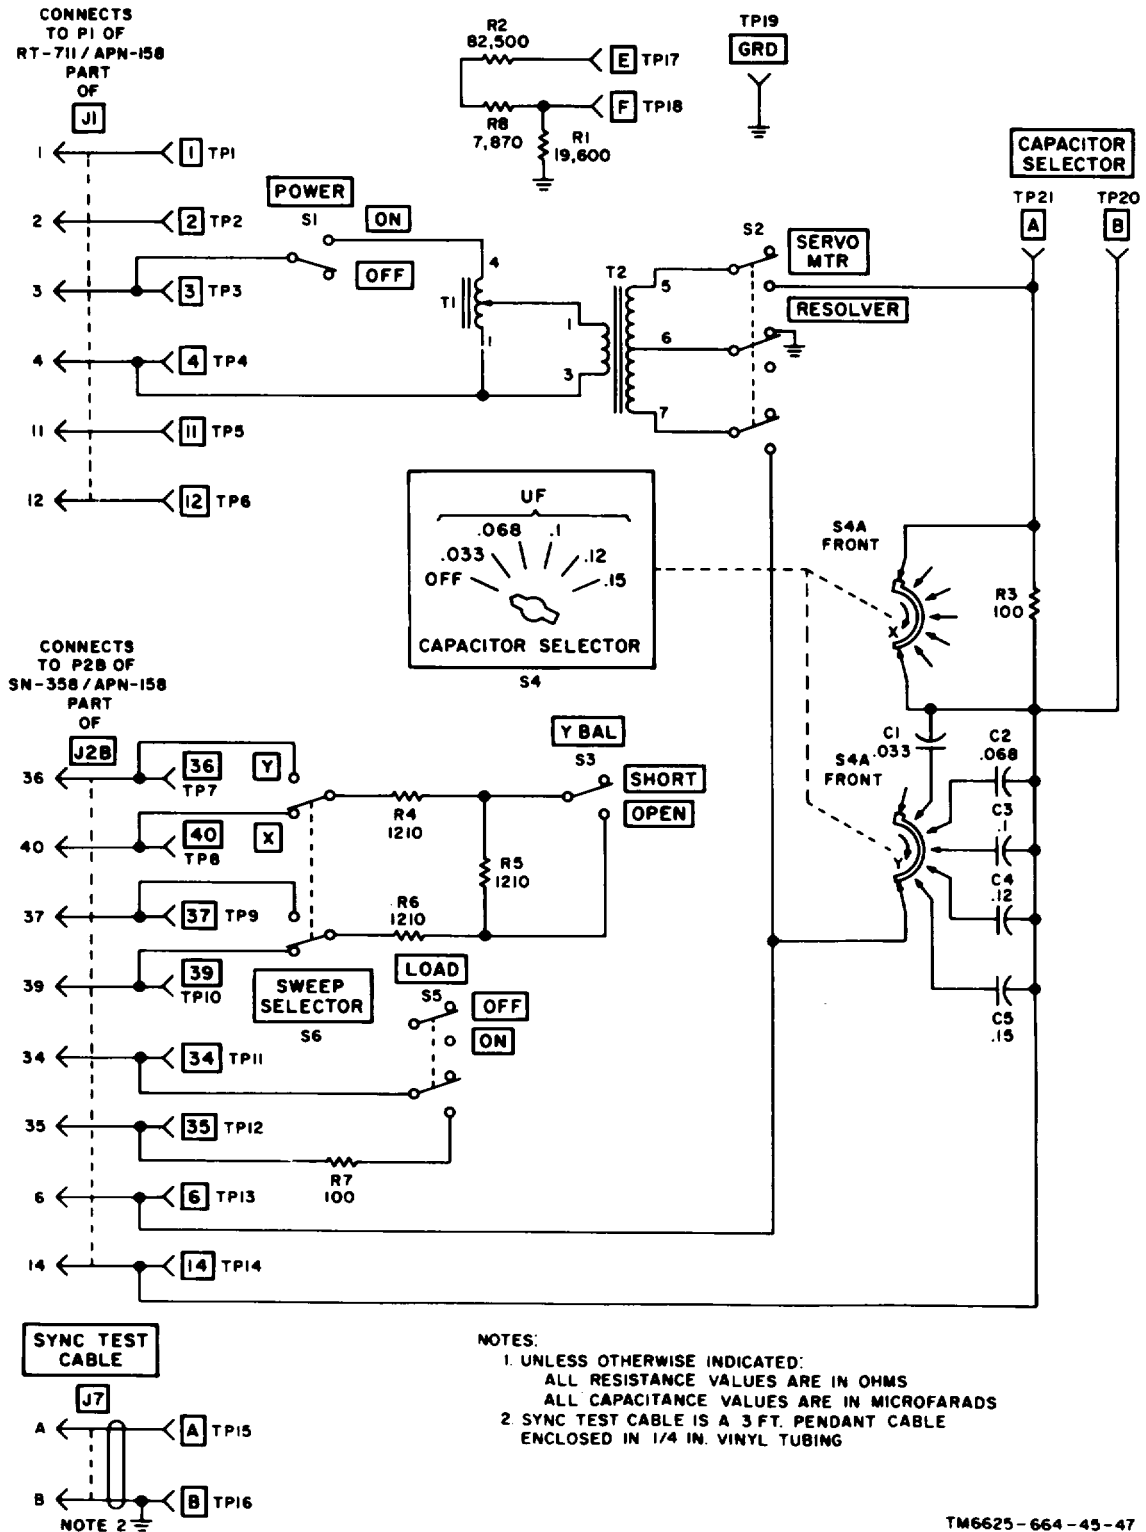 CONNECTS
TO P1 OF
RT-711/APN-158
PART
OF
J1
1
1 TP1
2
2 TP2
3
3 TP3
4
4 TP4
11
11 TP5
12
12 TP6
R2
82,500
E TP17
F TP18
R8
7,870
R1
19,600
TP19
GRD
CAPACITOR
SELECTOR
TP21
TP20
A
B
POWER
S1
ON
OFF
T1
4
1
T2
1
3
5
6
7
S2
SERVO
MTR
RESOLVER
UF
OFF
.033
.068
.1
.12
.15
CAPACITOR SELECTOR
S4
S4A
FRONT
X
R3
100
C1
.033
S4A
FRONT
Y
C2
.068
C3
.1
C4
.12
C5
.15
CONNECTS
TO P2B OF
SN-358/APN-158
PART
OF
J2B
36
36
TP7
40
40
TP8
37
37 TP9
39
39
TP10
34
34 TP11
35
35 TP12
6
6 TP13
14
14 TP14
Y
X
SWEEP
SELECTOR
S6
R4
1210
R5
1210
R6
1210
Y BAL
S3
SHORT
OPEN
LOAD
S5
OFF
ON
R7
100
SYNC TEST
CABLE
J7
A
A TP15
B
B TP16
NOTE 2
NOTES:
1. UNLESS OTHERWISE INDICATED:
ALL RESISTANCE VALUES ARE IN OHMS
ALL CAPACITANCE VALUES ARE IN MICROFARADS
2. SYNC TEST CABLE IS A 3 FT. PENDANT CABLE
ENCLOSED IN 1/4 IN. VINYL TUBING
TM6625-664-45-47